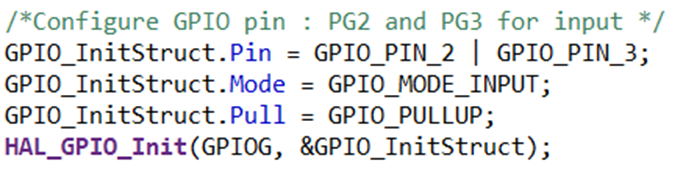 /*Configure GPIO pin : PG2 and PG3 for input */
GPIO_InitStruct.Pin = GPIO_PIN_2 | GPIO_PIN_3;
GPIO_InitStruct.Mode = GPIO_MODE_INPUT;
GPIO_InitStruct.Pull = GPIO_PULLUP;
HAL_GPIO_Init(GPIOG, &GPIO_InitStruct);